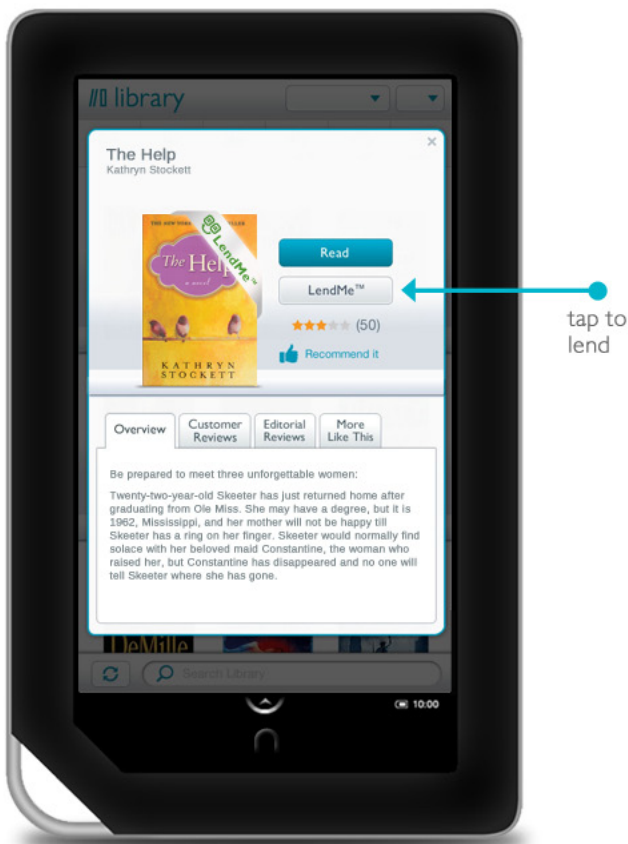 library
The Help
Kathryn Stockett
THE NEW YORK
LLER
LendMe™
The Help
a novel
KATHRYN
STOCKETT
Read
LendMe™
(50)
Recommend it
tap to
lend
Overview
Customer
Reviews
Editorial
Reviews
More
Like This
Be prepared to meet three unforgettable women:
Twenty-two-year-old Skeeter has just returned home after
graduating from Ole Miss. She may have a degree, but it is
1962, Mississippi, and her mother will not be happy till
Skeeter has a ring on her finger. Skeeter would normally find
solace with her beloved maid Constantine, the woman who
raised her, but Constantine has disappeared and no one will
tell Skeeter where she has gone.
DeMille
Search Library
10:00